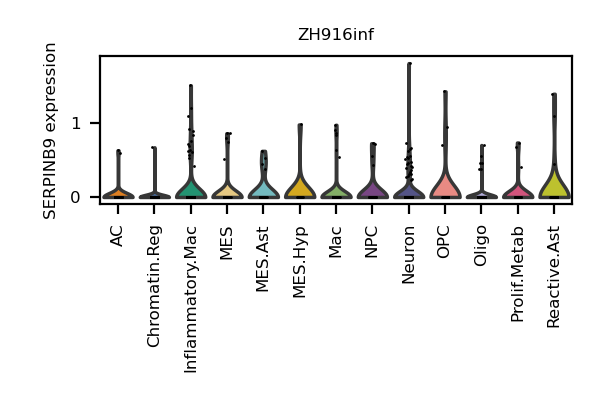 ZH916inf
SERPINB9 expression
1
0
AC
Chromatin.Reg
Inflammatory.Mac
MES
MES.Ast
MES.Hyp
Mac
NPC
Neuron
OPC
Oligo
Prolif.Metab
Reactive.Ast